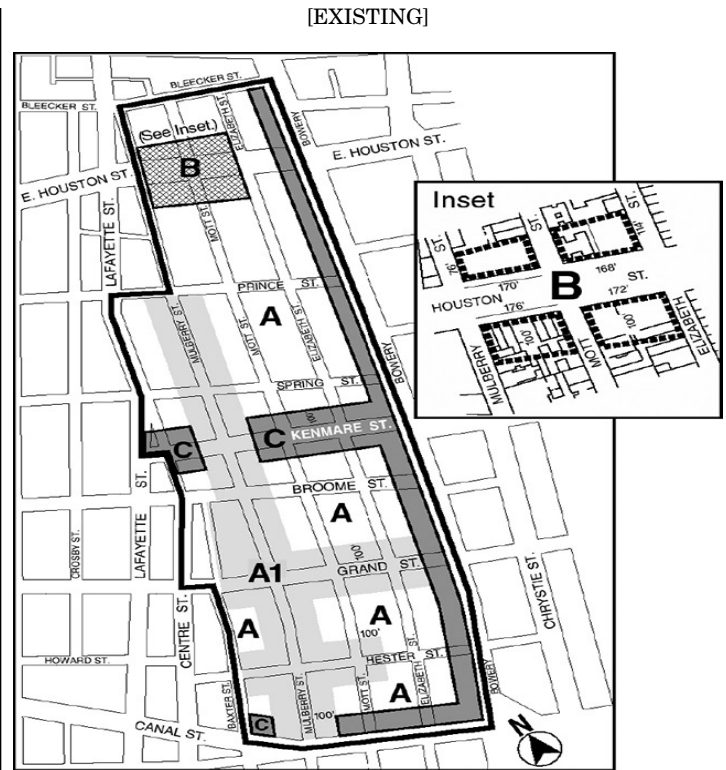 [EXISTING]
BLEECKER ST.
BLEECKER ST.
(See Inset.)
ELIZABETH ST.
BOWERY
E. HOUSTON ST.
E. HOUSTON ST.
B
MOTT ST.
LAFAYETTE ST.
PRINCE ST.
MULBERRY ST.
A
MOTT ST.
ELIZABETH ST.
BOWERY
SPRING ST.
100'
C
C
KENMARE ST.
BROOME ST.
A
CROSBY ST.
LAFAYETTE ST.
100'
A1
GRAND ST.
CHRYSTIE ST.
A
A
100'
CENTRE ST.
HOWARD ST.
HESTER ST.
BAXTER ST.
MULBERRY ST.
MOTT ST.
ELIZABETH ST.
BOWERY
A
C
100'
CANAL ST.
N
Inset
ST.
ST.
76'
74'
170'
168'
HOUSTON ST.
B
176'
172'
100'
100'
MULBERRY
MOTT
ELIZABETH